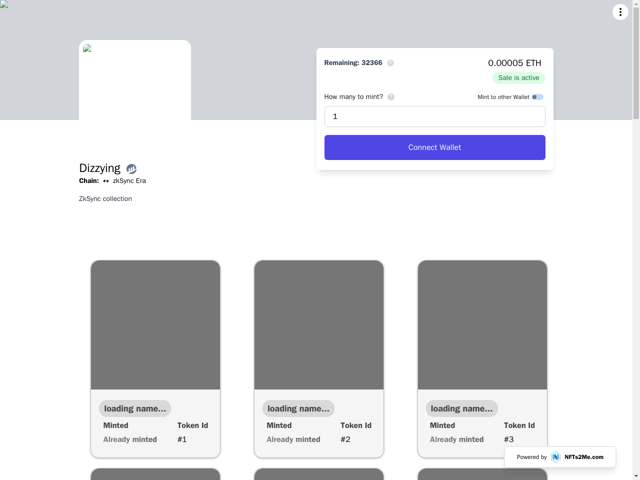 Remaining: 32366
0.00005 ETH
Sale is active
How many to mint?
Mint to other Wallet
1
Connect Wallet
Dizzying
Chain: zkSync Era
ZkSync collection
loading name...
Minted Token Id
Already minted #1
loading name...
Minted Token Id
Already minted #2
loading name...
Minted Token Id
Already minted #3
Powered by NFTs2Me.com